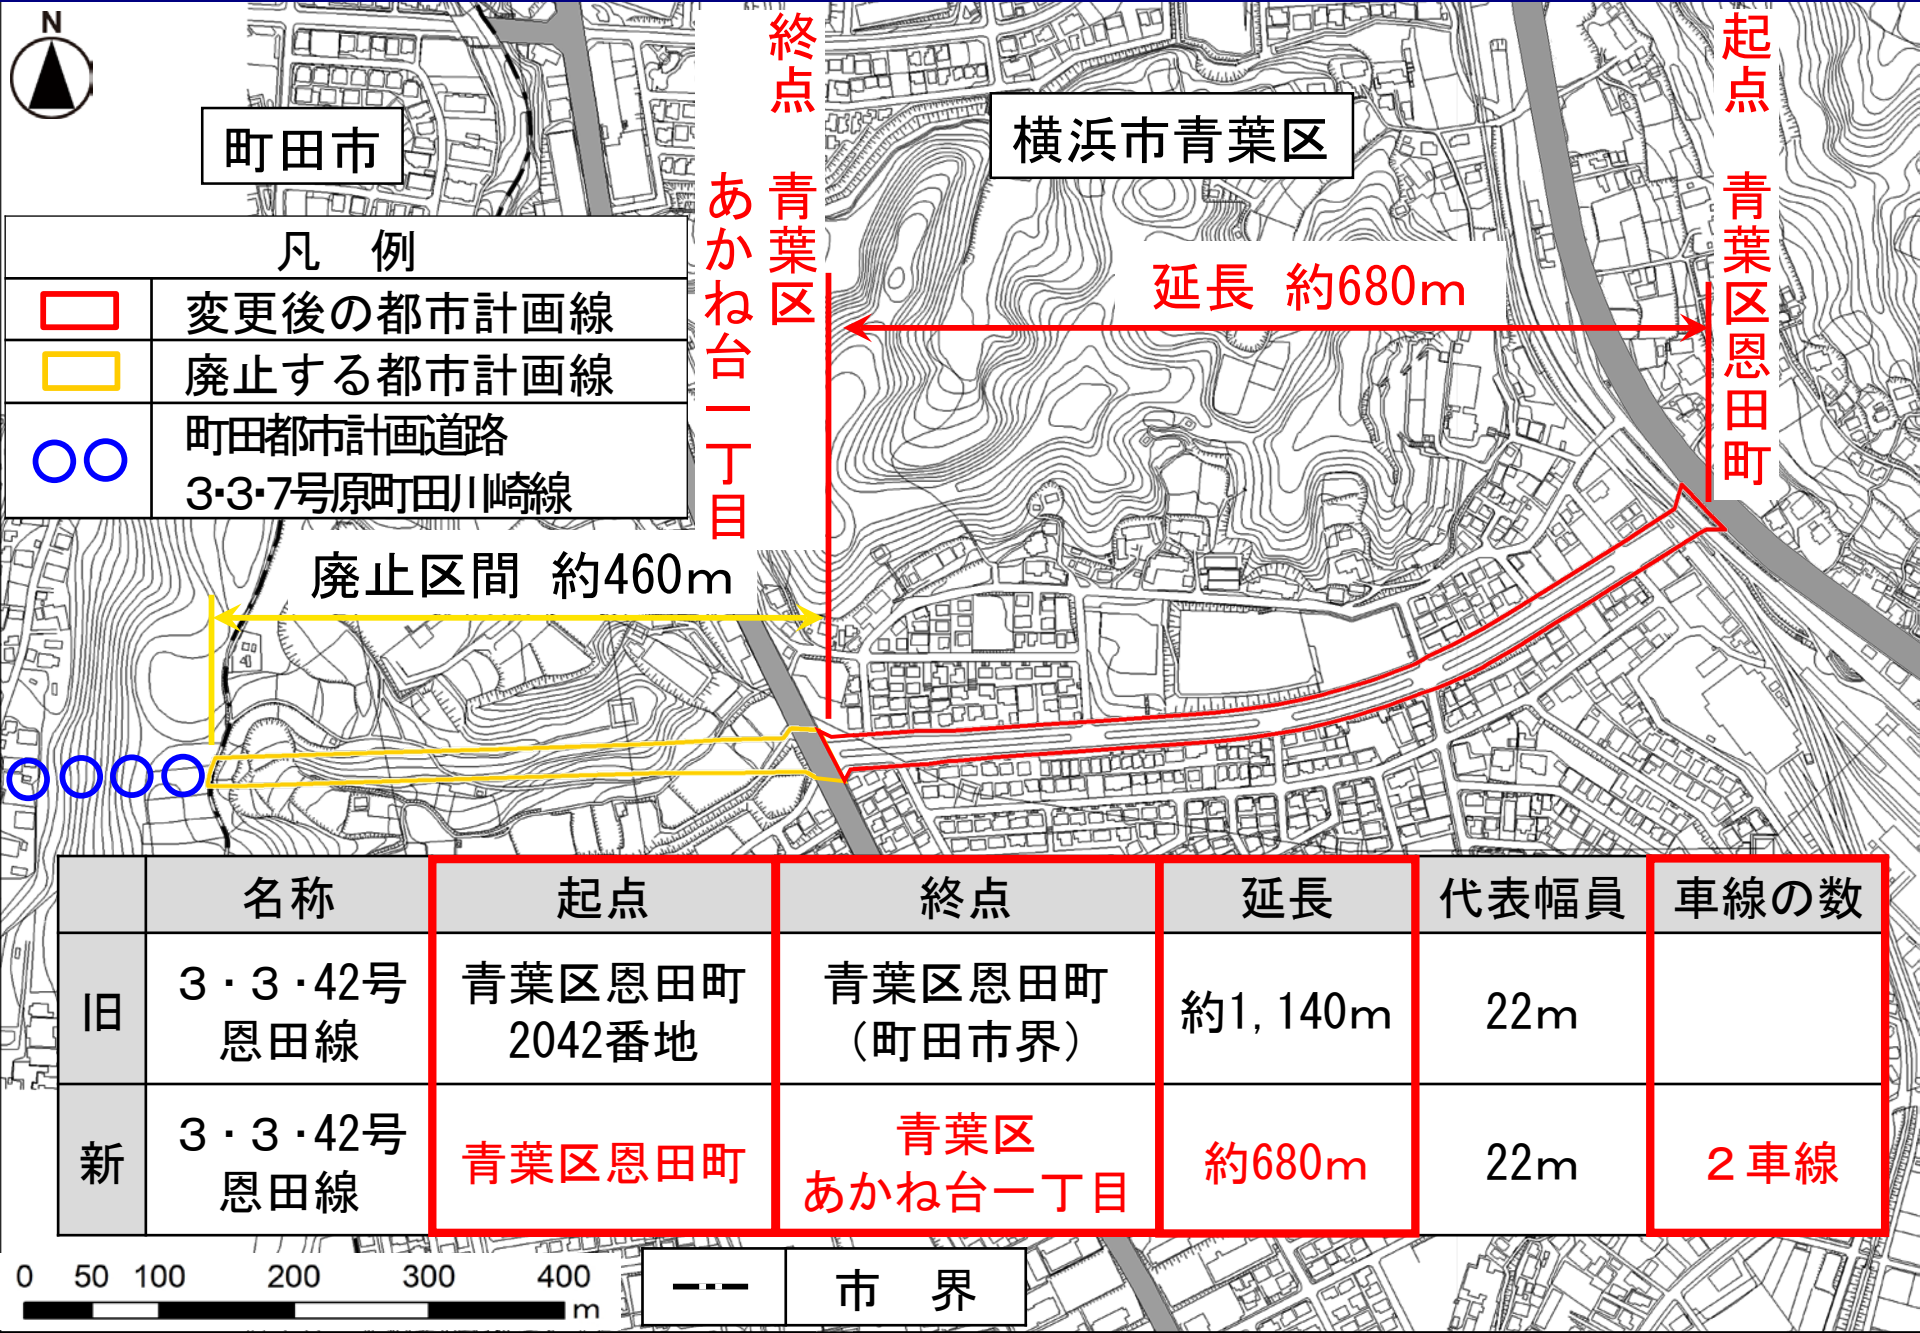 N
町田市
終点 青葉区
あかね台一丁目
横浜市青葉区
起点 青葉区恩田町
凡 例
変更後の都市計画線
廃止する都市計画線
町田都市計画道路
3・3・7号原町田川崎線
延長 約680m
廃止区間 約460m
名称 起点 終点 延長 代表幅員 車線の数
旧
3・3・42号
恩田線
青葉区恩田町
2042番地
青葉区恩田町
(町田市界)
約1,140m
22m
新
3・3・42号
恩田線
青葉区恩田町
青葉区
あかね台一丁目
約680m
22m
2車線
0 50 100 200 300 400
m
市 界